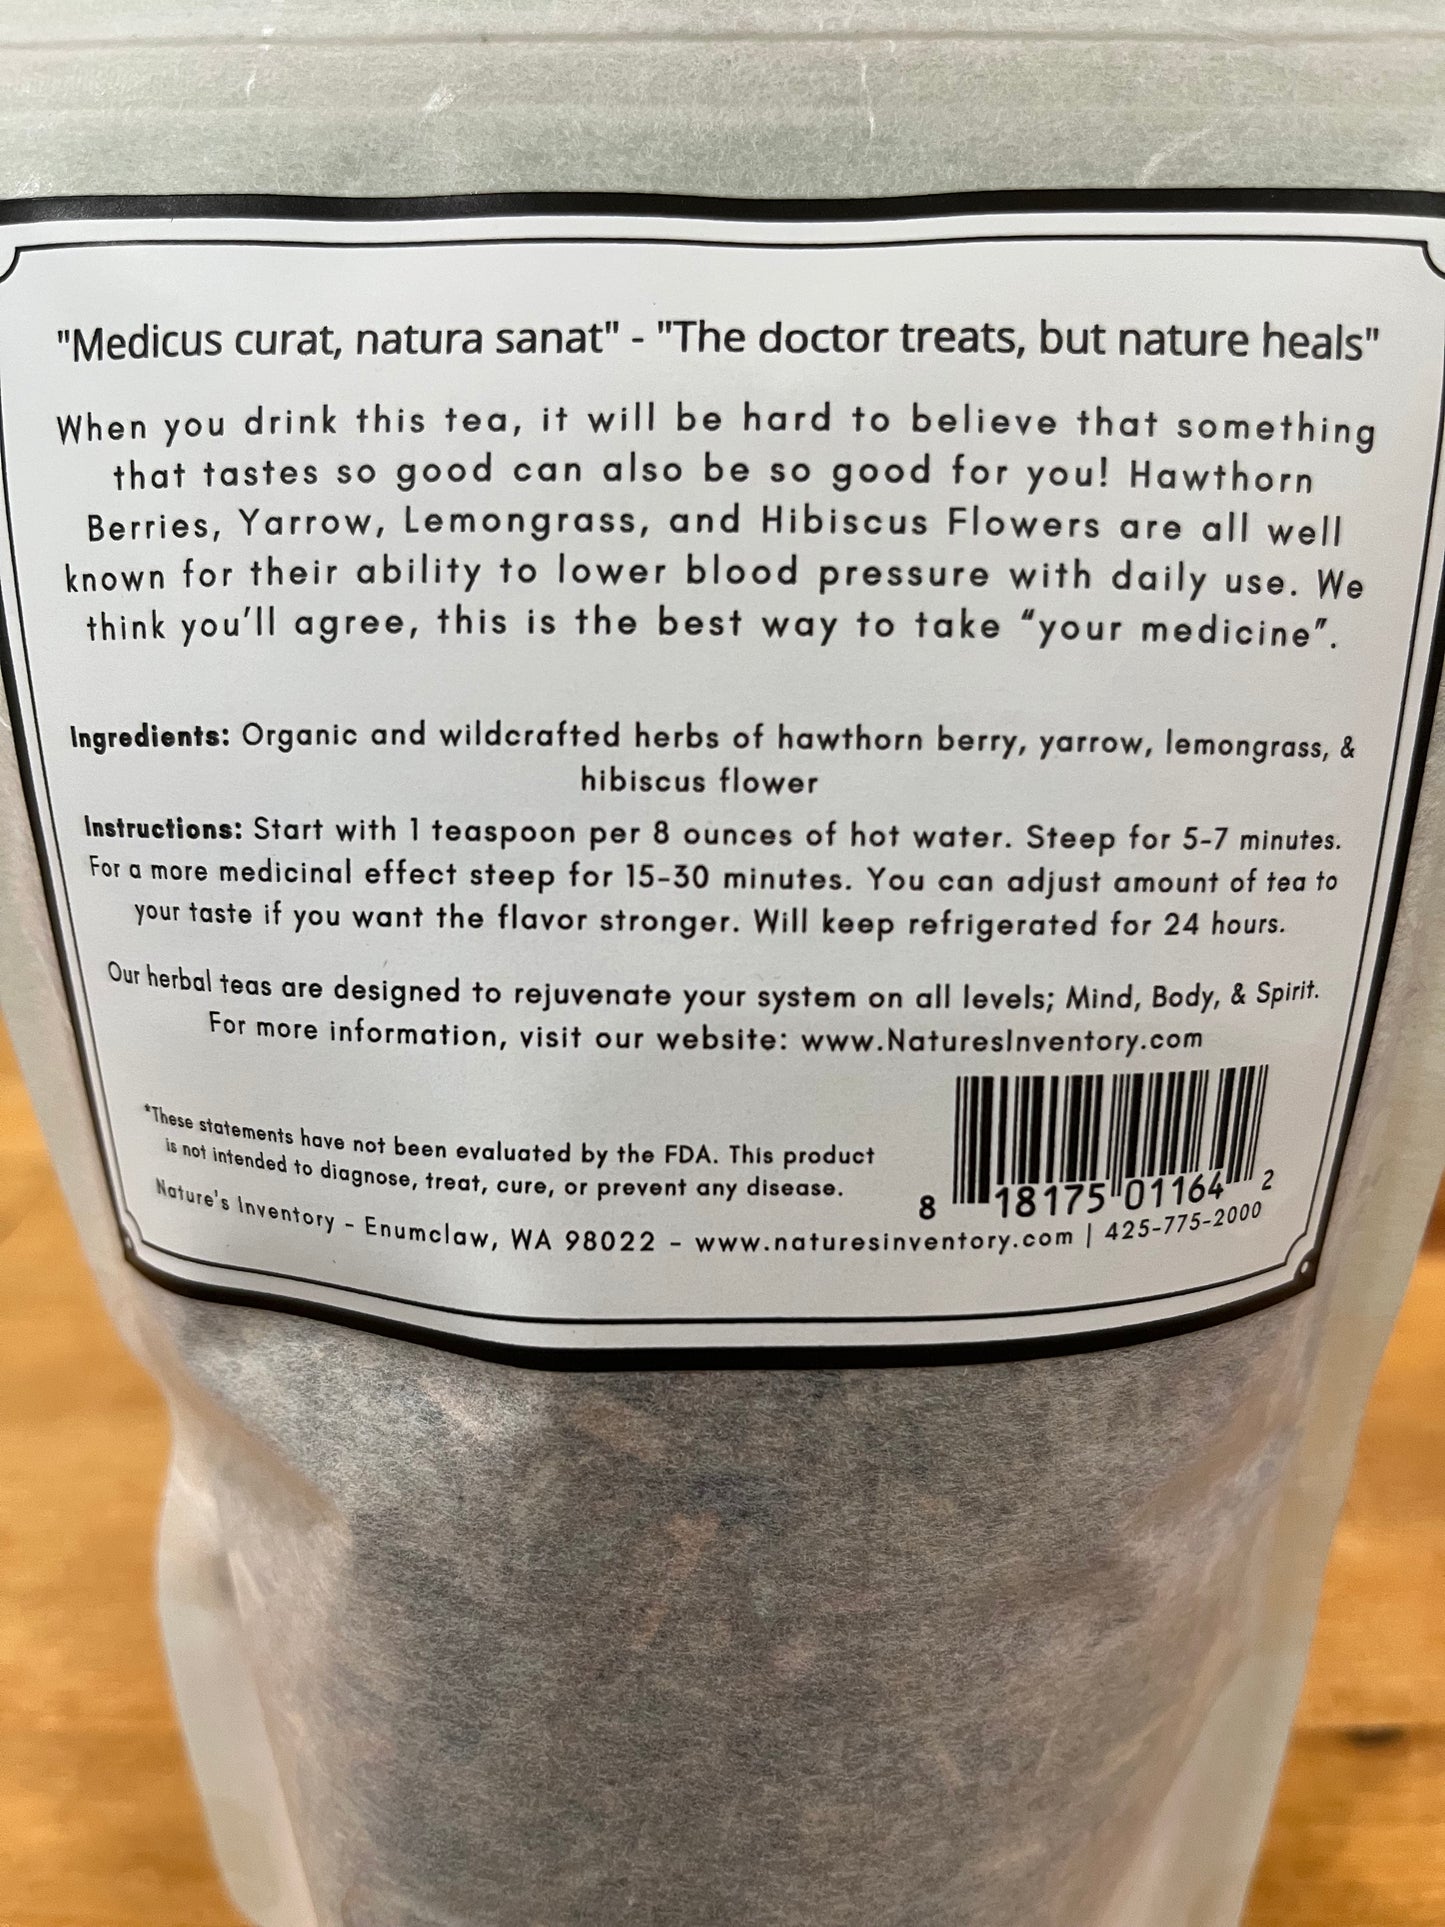 "Medicus curat, natura sanat" - "The doctor treats, but nature heals"
When you drink this tea, it will be hard to believe that something
that tastes so good can also be so good for you! Hawthorn
Berries, Yarrow, Lemongrass, and Hibiscus Flowers are all well
known for their ability to lower blood pressure with daily use. We
think you'll agree, this is the best way to take “your medicine”.
Ingredients: Organic and wildcrafted herbs of hawthorn berry, yarrow, lemongrass, &
hibiscus flower
Instructions: Start with 1 teaspoon per 8 ounces of hot water. Steep for 5-7 minutes.
For a more medicinal effect steep for 15-30 minutes. You can adjust amount of tea to
your taste if you want the flavor stronger. Will keep refrigerated for 24 hours.
Our herbal teas are designed to rejuvenate your system on all levels; Mind, Body, & Spirit.
For more information, visit our website: www.NaturesInventory.com
*These statements have not been evaluated by the FDA. This product
is not intended to diagnose, treat, cure, or prevent any disease.
8 18175 01164 2
Nature's Inventory - Enumclaw, WA 98022 - www.naturesinventory.com | 425-775-2000